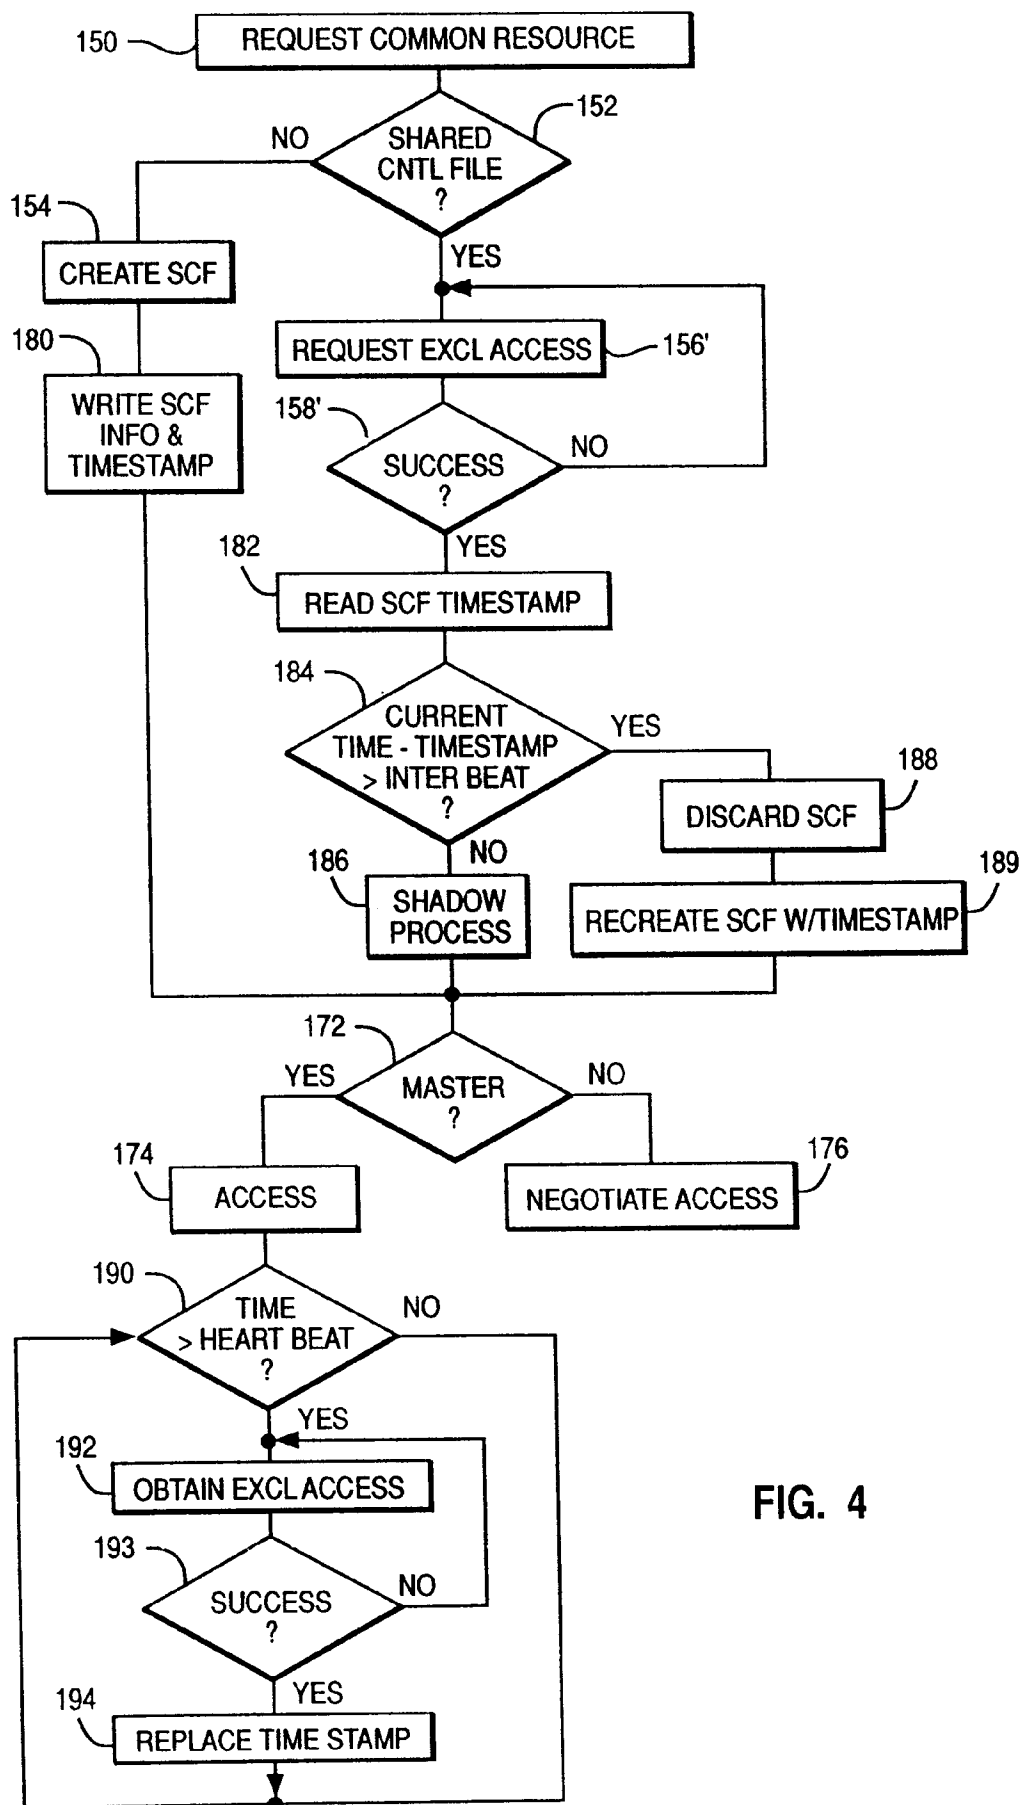 150
REQUEST COMMON RESOURCE
152
SHARED
CNTL FILE
?
NO
YES
154
CREATE SCF
180
WRITE SCF
INFO &
TIMESTAMP
REQUEST EXCL ACCESS
156'
158'
SUCCESS
?
NO
YES
182
READ SCF TIMESTAMP
184
CURRENT
TIME - TIMESTAMP
> INTER BEAT
?
YES
NO
188
DISCARD SCF
186
SHADOW
PROCESS
189
RECREATE SCF W/TIMESTAMP
172
MASTER
?
YES
NO
174
ACCESS
176
NEGOTIATE ACCESS
190
TIME
> HEART BEAT
?
NO
YES
192
OBTAIN EXCL ACCESS
193
SUCCESS
?
NO
YES
194
REPLACE TIME STAMP
FIG. 4